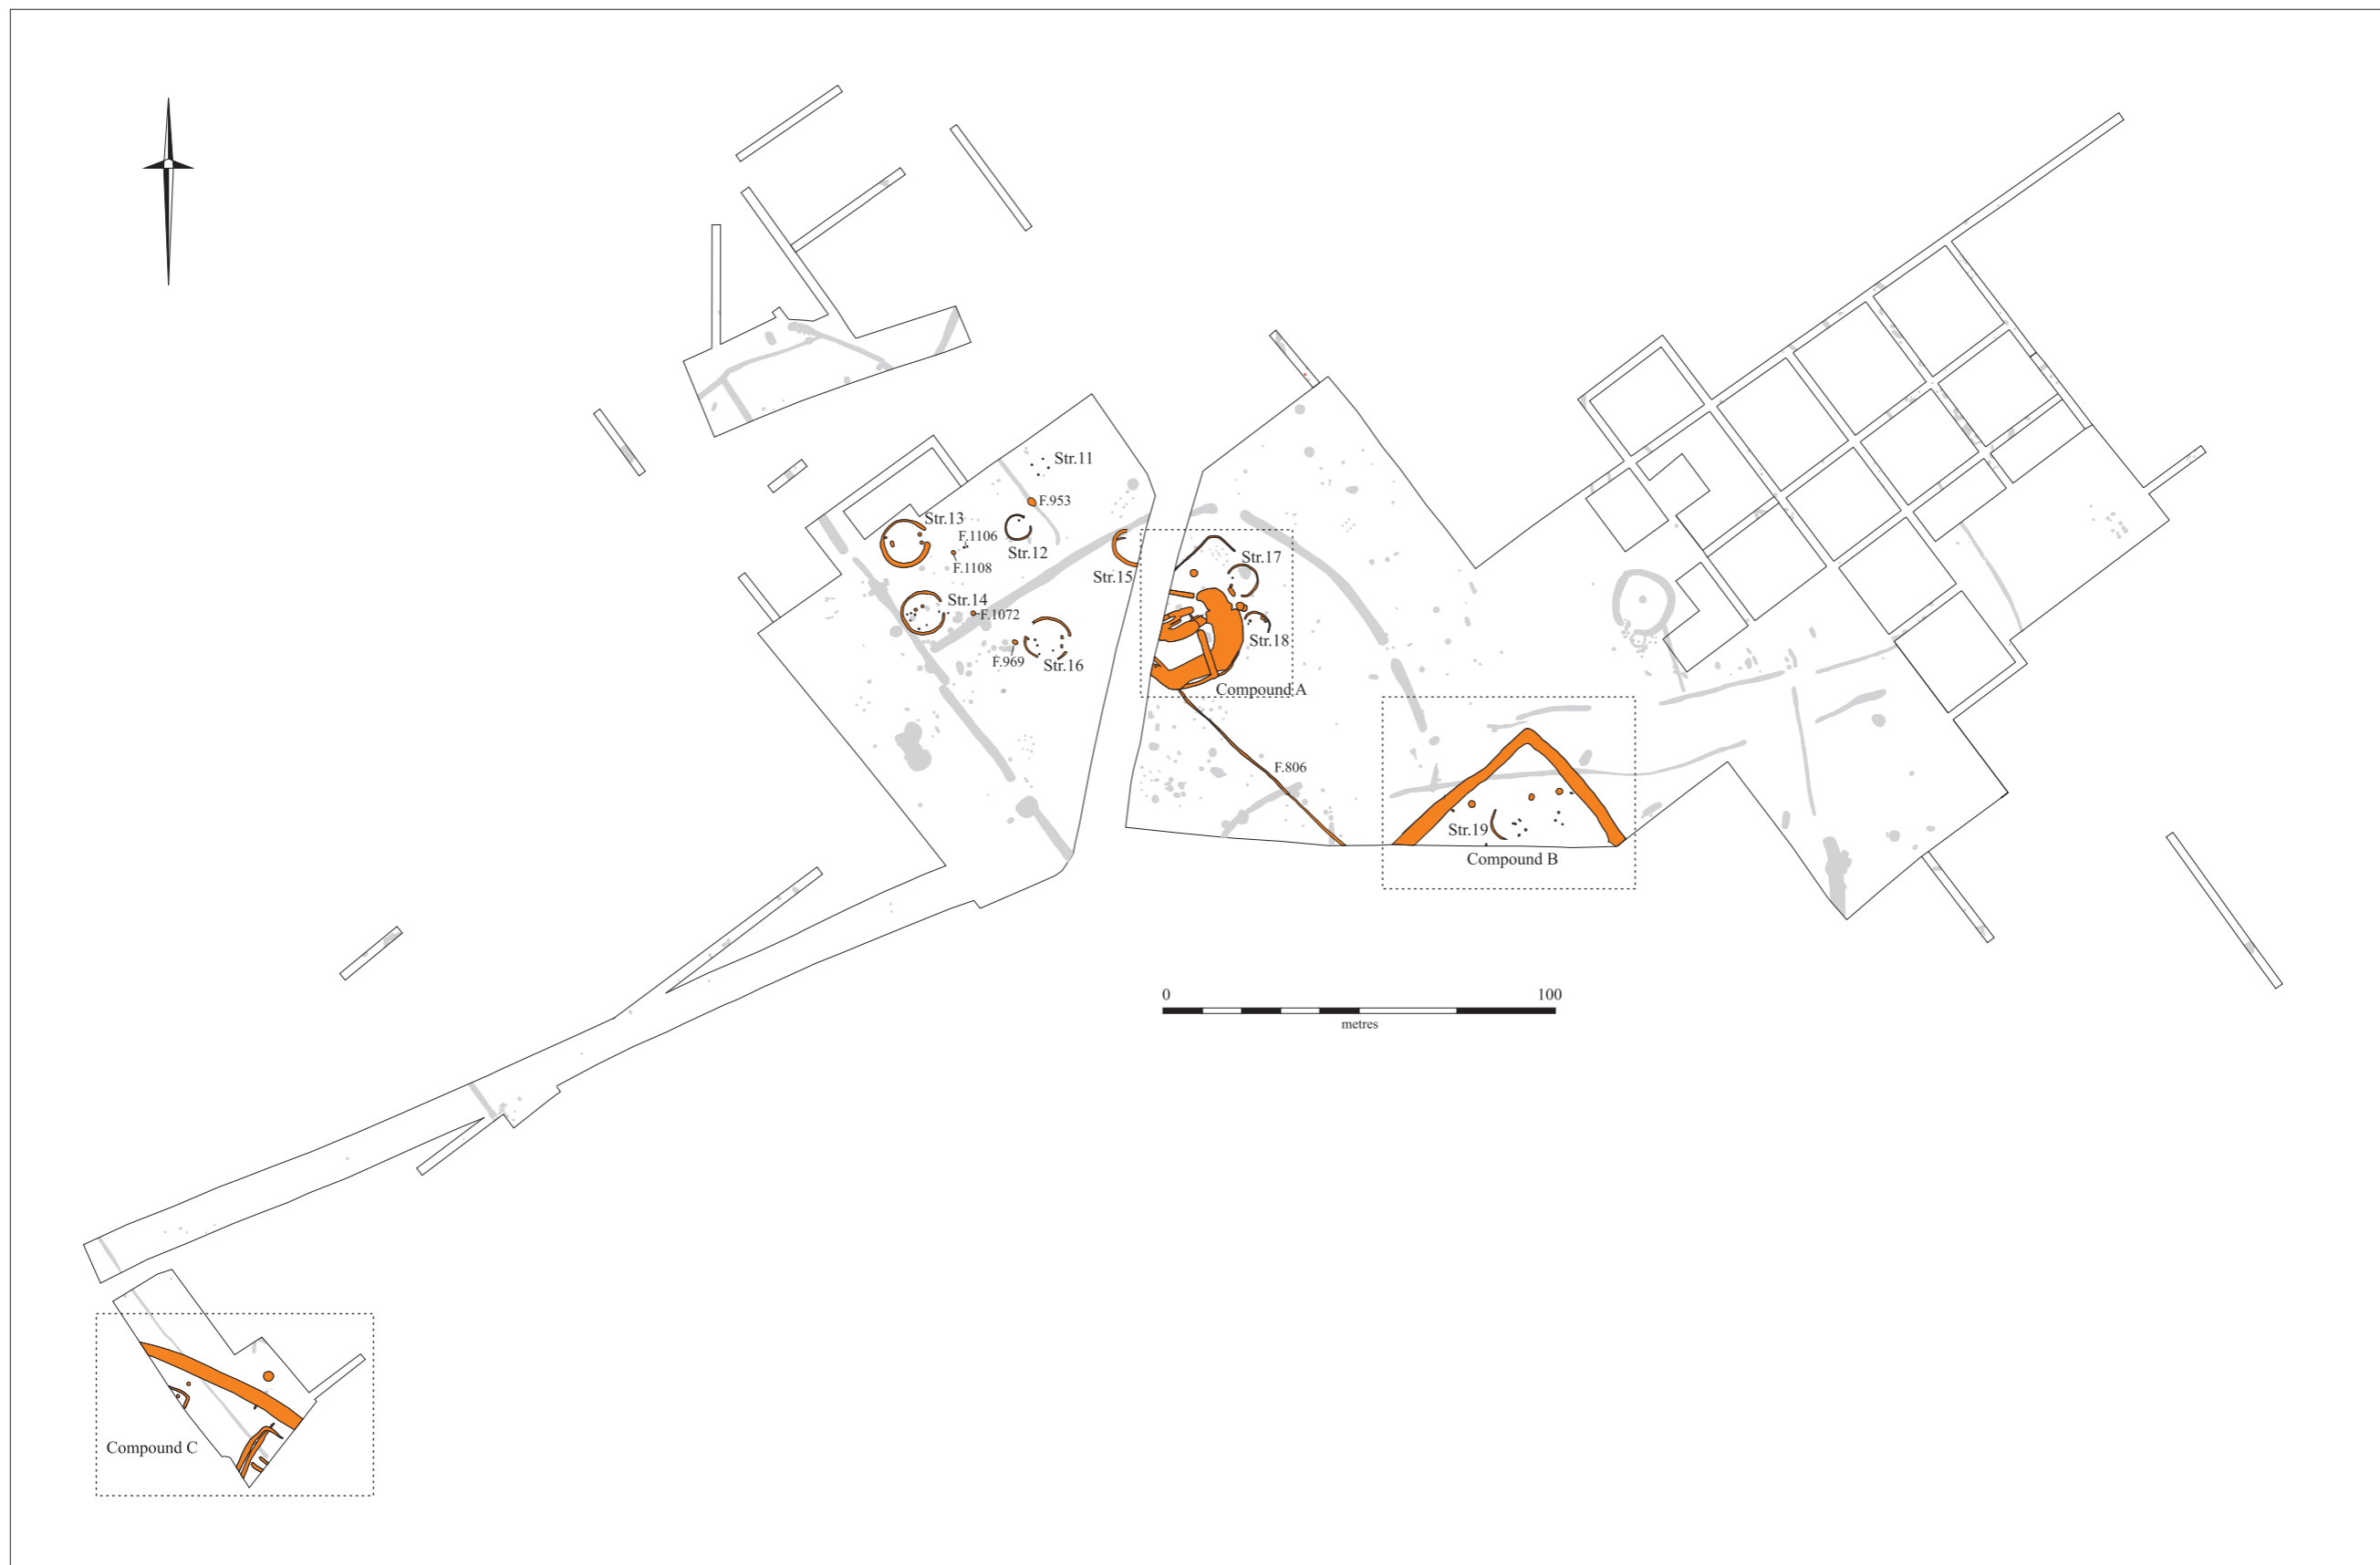 Str.11
F.953
Str.13
F.1106
Str.12
F.1108
Str.15
Str.17
Str.14
F.1072
Str.18
F.969
Str.16
Compound A
F.806
Str.19
Compound B
0 100
metres
Compound C